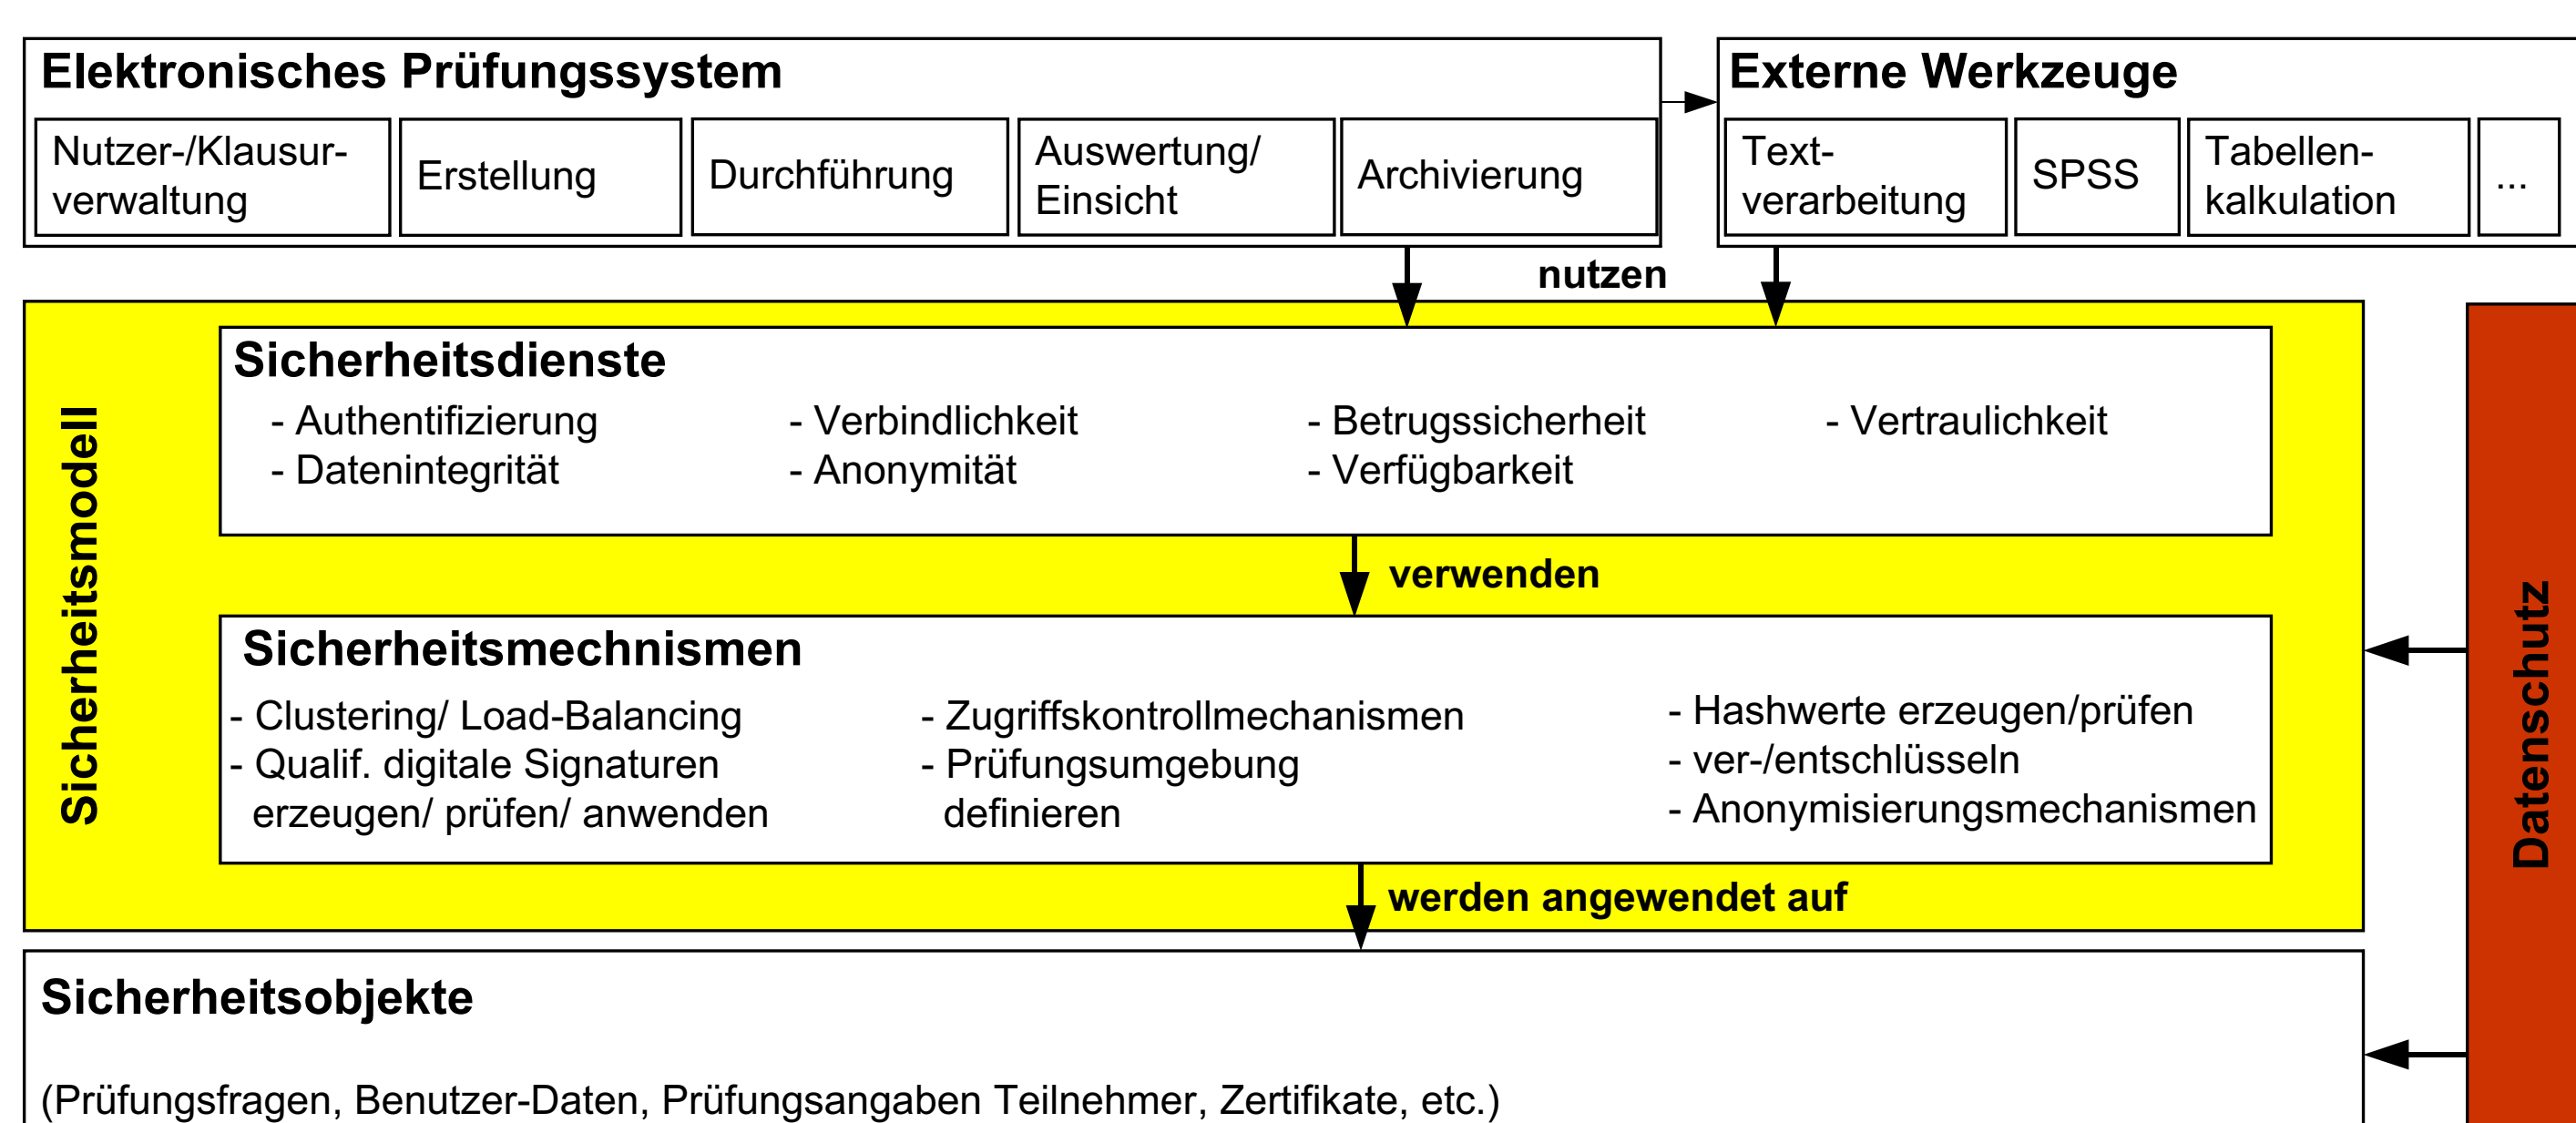 Elektronisches Prüfungssystem
Nutzer-/Klausur-
verwaltung
Erstellung
Durchführung
Auswertung/
Einsicht
Archivierung
Externe Werkzeuge
Text-
verarbeitung
SPSS
Tabellen-
kalkulation
...
nutzen
Sicherheitsmodell
Sicherheitsdienste
- Authentifizierung
- Datenintegrität
- Verbindlichkeit
- Anonymität
- Betrugssicherheit
- Verfügbarkeit
- Vertraulichkeit
verwenden
Sicherheitsmechnismen
- Clustering/ Load-Balancing
- Qualif. digitale Signaturen
erzeugen/ prüfen/ anwenden
- Zugriffskontrollmechanismen
- Prüfungsumgebung
definieren
- Hashwerte erzeugen/prüfen
- ver-/entschlüsseln
- Anonymisierungsmechanismen
werden angewendet auf
Datenschutz
Sicherheitsobjekte
(Prüfungsfragen, Benutzer-Daten, Prüfungsangaben Teilnehmer, Zertifikate, etc.)